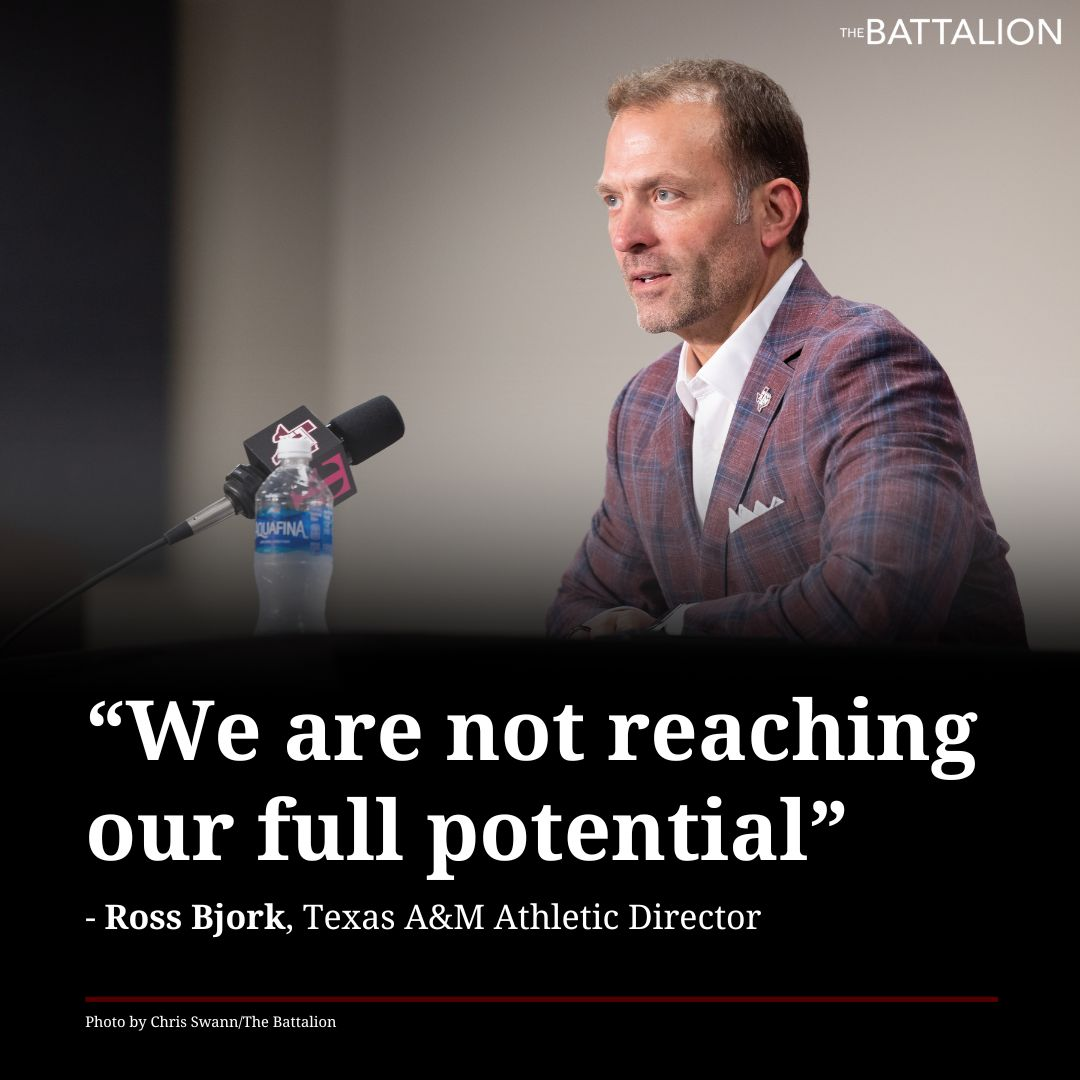 THE BATTALION
AQUAFINA
“We are not reaching
our full potential”
- Ross Bjork, Texas A&M Athletic Director
Photo by Chris Swann/The Battalion